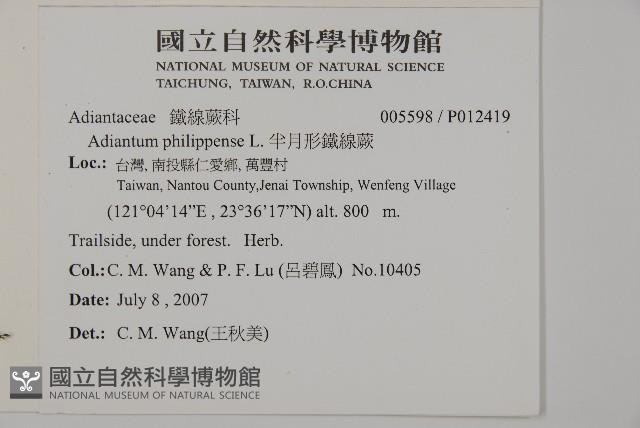 國立自然科學博物館
NATIONAL MUSEUM OF NATURAL SCIENCE
TAICHUNG, TAIWAN, R.O.CHINA
Adiantaceae 鐵線蕨科 005598 / P012419
Adiantum philippense L. 半月形鐵線蕨
Loc.: 台灣, 南投縣仁愛鄉, 萬豐村
Taiwan, Nantou County,Jenai Township, Wenfeng Village
(121°04’14”E , 23°36’17”N) alt. 800 m.
Trailside, under forest. Herb.
Col.: C. M. Wang & P. F. Lu (呂碧鳳) No.10405
Date: July 8 , 2007
Det.: C. M. Wang(王秋美)
國立自然科學博物館
NATIONAL MUSEUM OF NATURAL SCIENCE